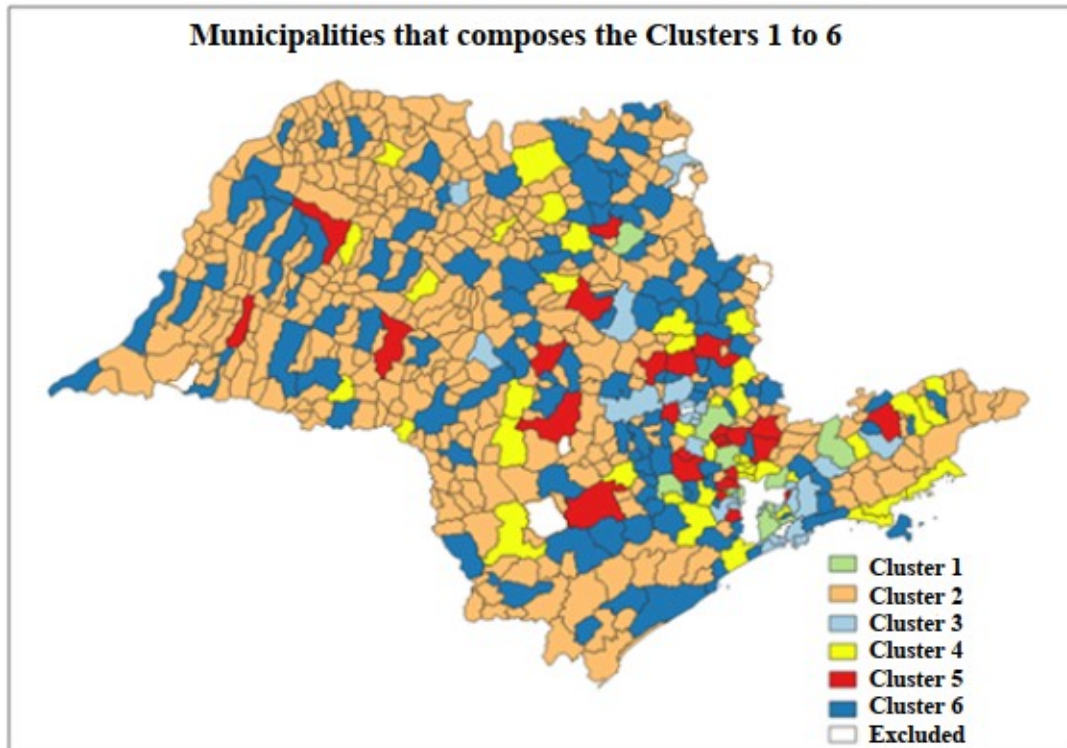 Municipalities that composes the Clusters 1 to 6
Cluster 1
Cluster 2
Cluster 3
Cluster 4
Cluster 5
Cluster 6
Excluded